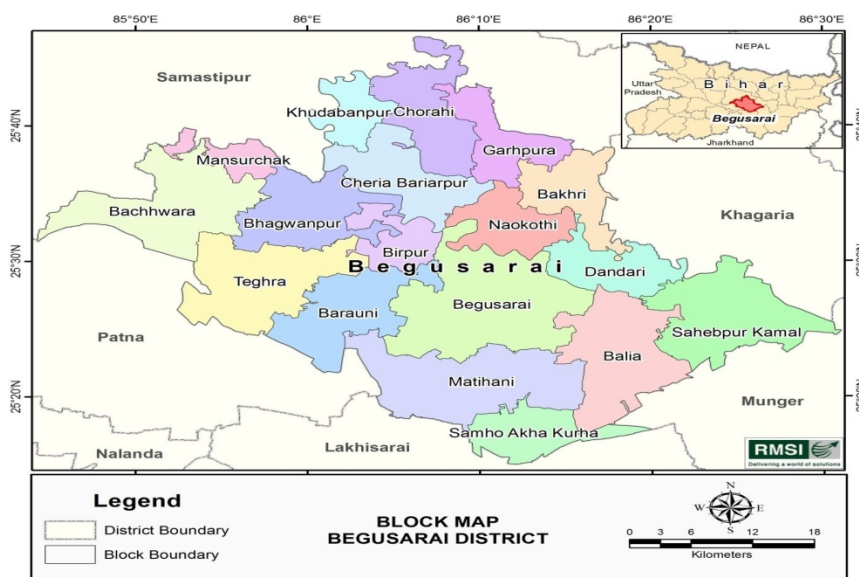 85°50'0"E
86°0'E
86°10'E
86°20'E
86°30'E
NEPAL
Samastipur
Uttar
Pradesh
Bihar
Begusarai
Jharkhand
25°40'N
Khudabanpur
Chorahi
Mansurchak
Garhpura
Cheria Bariarpur
Bakhri
Bachhwara
Bhagwanpur
Naokothi
Khagaria
25°30'N
Birpur
Begusarai
Teghra
Dandari
Barauni
Begusarai
Sahebpur Kamal
Patna
Balia
Matihani
25°20'N
Munger
Samho Akha Kurha
Lakhisarai
Nalanda
RMSI
Delivering a world of solutions
Legend
District Boundary
Block Boundary
BLOCK MAP
BEGUSARAI DISTRICT
N
W
E
S
0 3 6 12 18
Kilometers